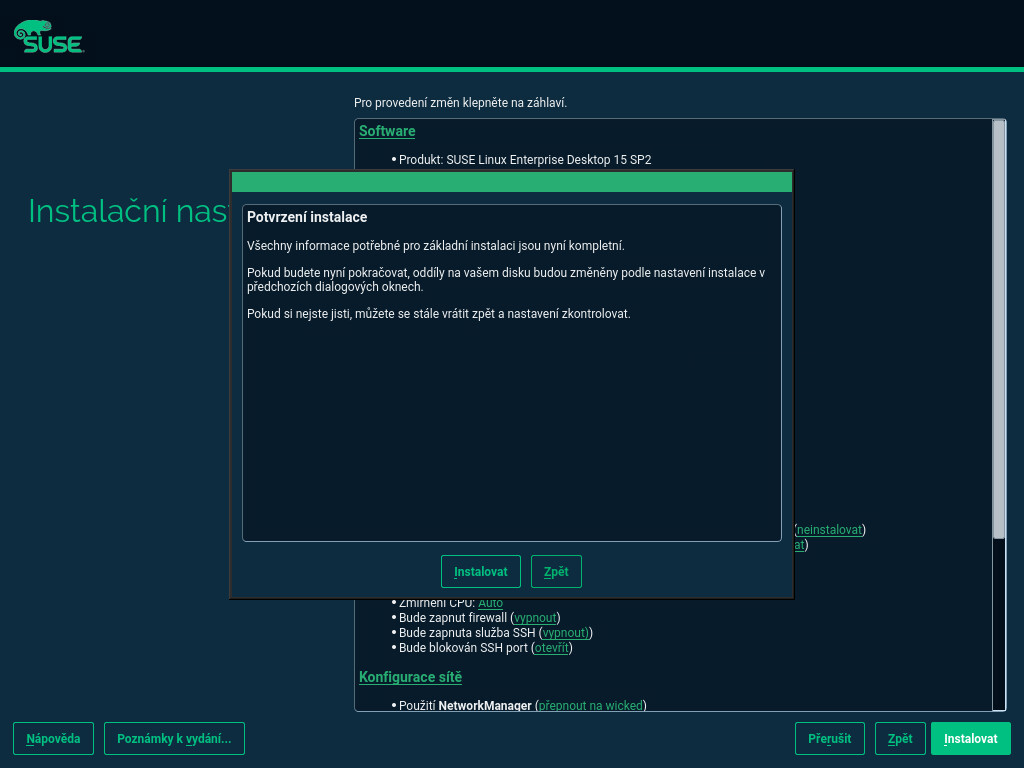 SUSE
Pro provedení změn klepněte na záhlaví.
Software
• Produkt: SUSE Linux Enterprise Desktop 15 SP2
Instalační
Potvrzení instalace
Všechny informace potřebné pro základní instalaci jsou nyní kompletní.
Pokud budete nyní pokračovat, oddíly na vašem disku budou změněny podle nastavení instalace v
předchozích dialogových oknech.
Pokud si nejste jisti, můžete se stále vrátit zpět a nastavení zkontrolovat.
(neinstalovat)
at)
Instalovat Zpět
• Zmírnění CPU: Auto
• Bude zapnut firewall (vypnout)
• Bude zapnuta služba SSH (vypnout))
• Bude blokován SSH port (otevřít)
Konfigurace sítě
• Použití NetworkManager (přepnout na wicked)
Nápověda Poznámky k vydání... Přerušit Zpět Instalovat